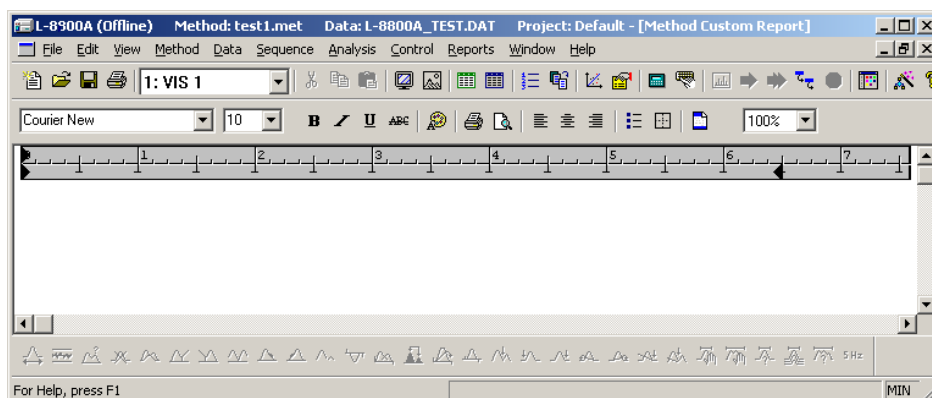 L-8900A (Offline) Method: test1.met Data: L-8800A_TEST.DAT Project: Default - [Method Custom Report]
File Edit View Method Data Sequence Analysis Control Reports Window Help
1: VIS 1
Courier New 10 B U ABC 100%
1 2 3 4 5 6 7
5 Hz
For Help, press F1 MIN